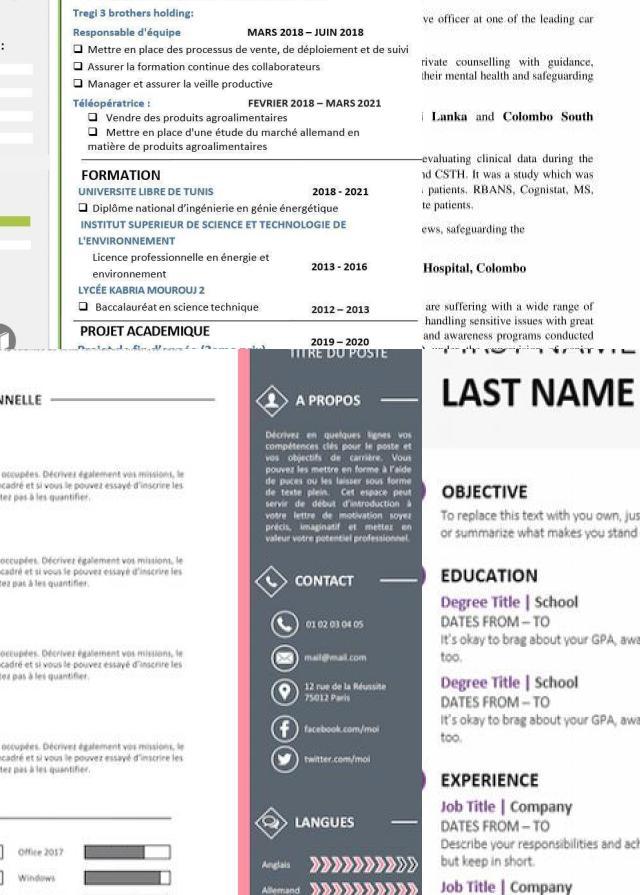 :
Tregi 3 brothers holding:
Responsable d'équipe MARS 2018 – JUIN 2018
Mettre en place des processus de vente, de déploiement et de suivi
Assurer la formation continue des collaborateurs
Manager et assurer la veille productive
Téléopératrice : FEVRIER 2018 – MARS 2021
Vendre des produits agroalimentaires
Mettre en place d'une étude du marché allemand en
matière de produits agroalimentaires
FORMATION
UNIVERSITE LIBRE DE TUNIS 2018 - 2021
Diplôme national d'ingénierie en génie énergétique
INSTITUT SUPERIEUR DE SCIENCE ET TECHNOLOGIE DE
L'ENVIRONNEMENT
Licence professionnelle en énergie et
environnement 2013 - 2016
LYCÉE KABRIA MOUROUJ 2
Baccalauréat en science technique 2012 – 2013
PROJET ACADEMIQUE
2019 – 2020
ve officer at one of the leading car
rivate counselling with guidance,
their mental health and safeguarding
Lanka and Colombo South
evaluating clinical data during the
nd CSTH. It was a study which was
patients. RBANS, Cognistat, MS,
te patients.
ews, safeguarding the
Hospital, Colombo
are suffering with a wide range of
handling sensitive issues with great
and awareness programs conducted
NNELLE
occupées. Décrivez également vos missions, le
cadré et si vous le pouvez essayé d'inscrire les
tez pas à les quantifier.
occupées. Décrivez également vos missions, le
cadré et si vous le pouvez essayé d'inscrire les
tez pas à les quantifier.
occupées. Décrivez également vos missions, le
cadré et si vous le pouvez essayé d'inscrire les
tez pas à les quantifier.
occupées. Décrivez également vos missions, le
cadré et si vous le pouvez essayé d'inscrire les
tez pas à les quantifier.
Office 2017
Windows
TITRE DU POSTE
A PROPOS
Décrivez en quelques lignes vos
compétences clés pour le poste et
vos objectifs de carrière. Vous
pouvez les mettre en forme à l'aide
de puces ou les laisser sous forme
de texte plein. Cet espace peut
servir de début d'introduction à
votre lettre de motivation soyez
précis, imaginatif et mettez en
valeur votre potentiel professionnel.
CONTACT
01 02 03 04 05
mail@mail.com
12 rue de la Réussite
75012 Paris
facebook.com/moi
twitter.com/moi
LANGUES
Anglais
Allemand
FIRST NAME
LAST NAME
OBJECTIVE
To replace this text with you own, jus
or summarize what makes you stand
EDUCATION
Degree Title | School
DATES FROM – TO
It's okay to brag about your GPA, awa
too.
Degree Title | School
DATES FROM – TO
It's okay to brag about your GPA, awa
too.
EXPERIENCE
Job Title | Company
DATES FROM – TO
Describe your responsibilities and ach
but keep in short.
Job Title | Company